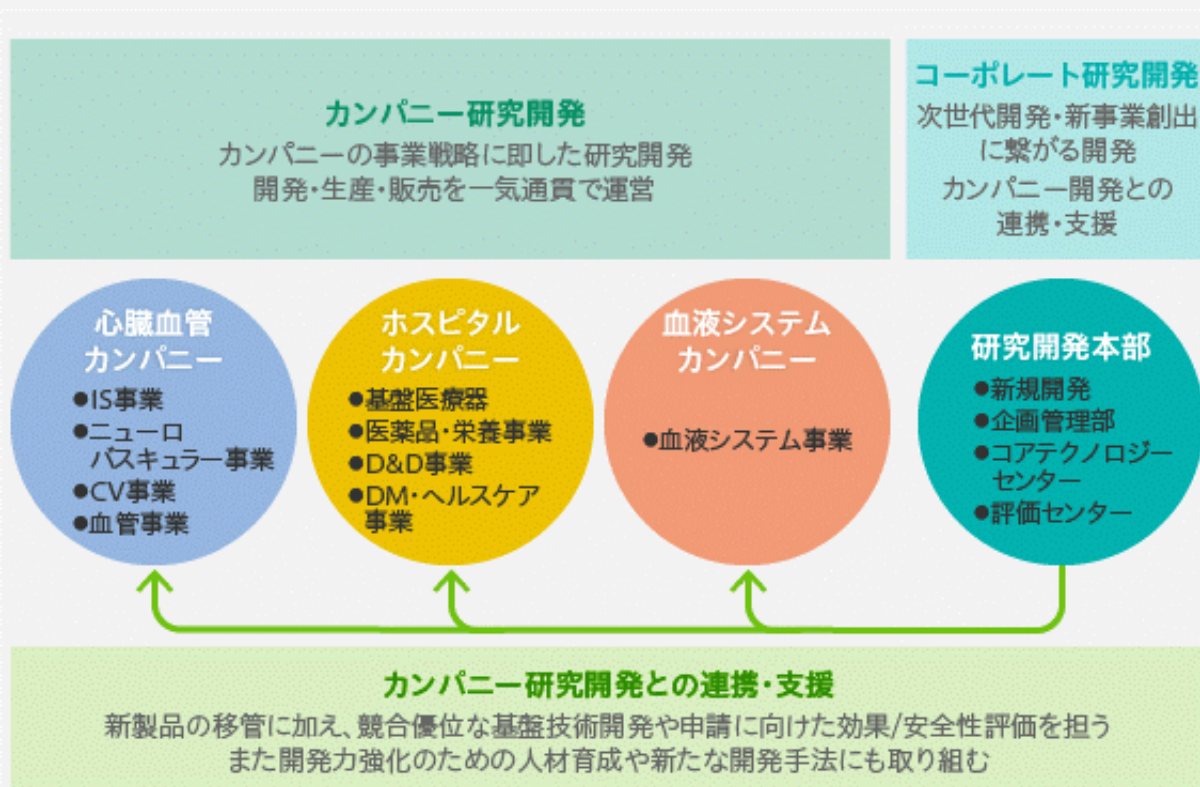 カンパニー研究開発
カンパニーの事業戦略に即した研究開発
開発・生産・販売を一気通貫で運営
コーポレート研究開発
次世代開発・新事業創出
に繋がる開発
カンパニー開発との
連携・支援
心臓血管
カンパニー
●IS事業
●ニューロ
バスキュラー事業
●CV事業
●血管事業
ホスピタル
カンパニー
●基盤医療器
●医薬品・栄養事業
●D&D事業
●DM・ヘルスケア
事業
血液システム
カンパニー
●血液システム事業
研究開発本部
●新規開発
●企画管理部
●コアテクノロジー
センター
●評価センター
カンパニー研究開発との連携・支援
新製品の移管に加え、競合優位な基盤技術開発や申請に向けた効果/安全性評価を担う
また開発力強化のための人材育成や新たな開発手法にも取り組む